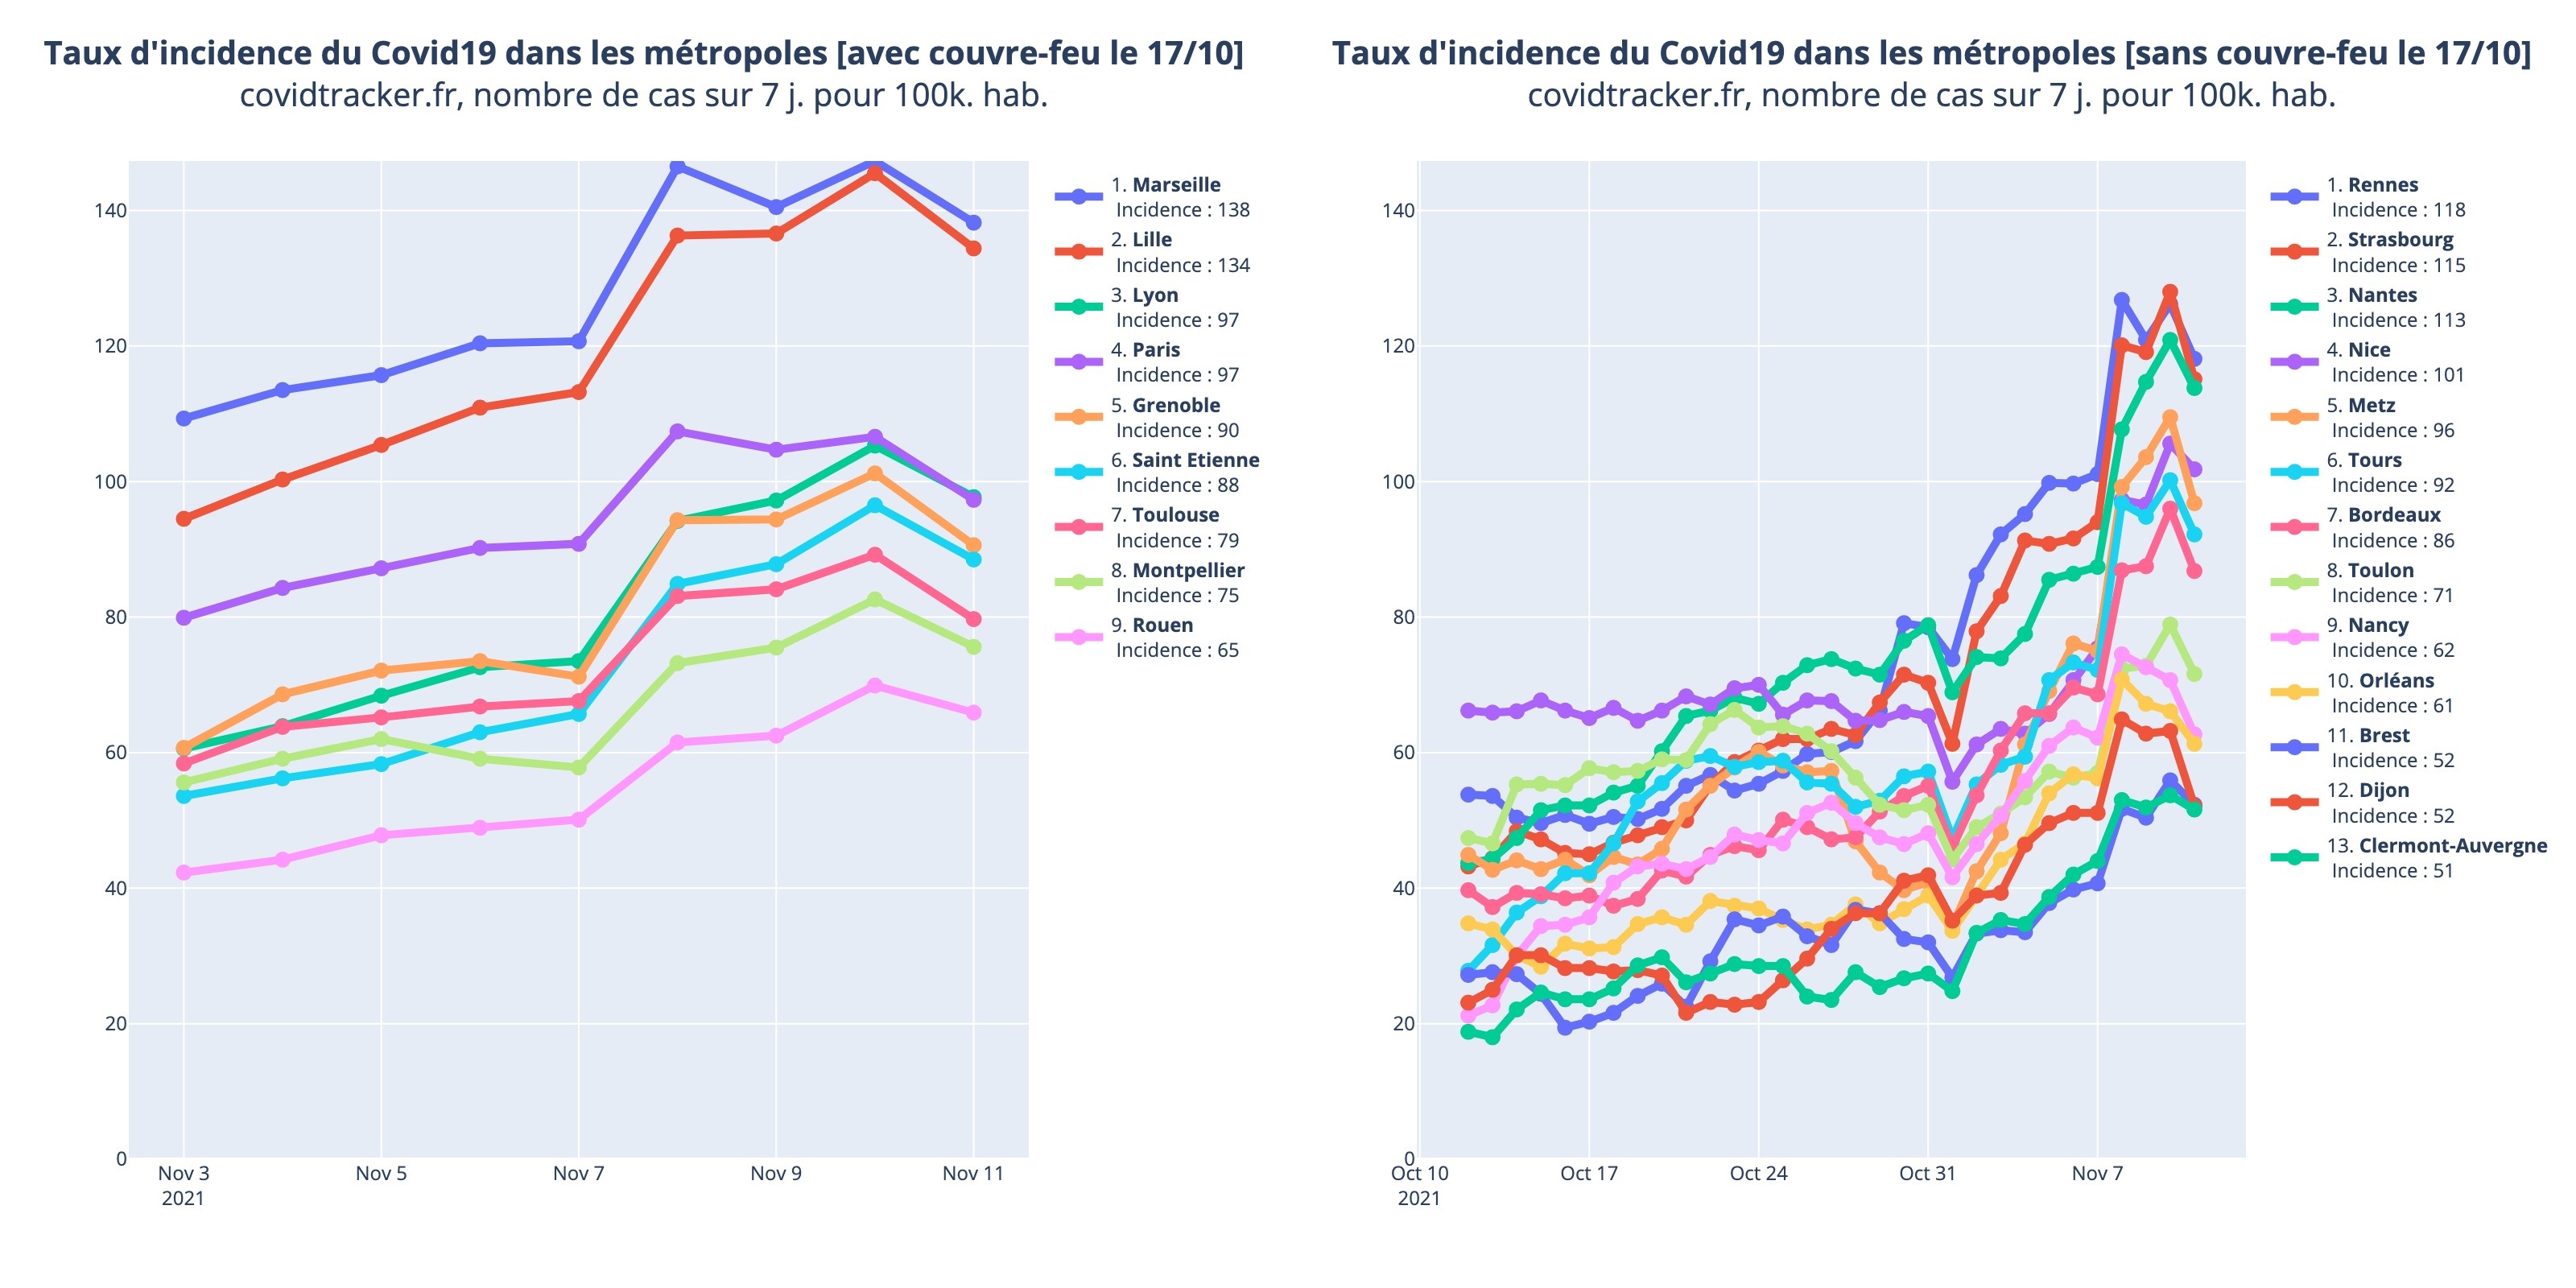 Taux d'incidence du Covid19 dans les métropoles [avec couvre-feu le 17/10]
covidtracker.fr, nombre de cas sur 7 j. pour 100k. hab.
140
120
100
80
60
40
20
0
Nov 3
2021
Nov 5
Nov 7
Nov 9
Nov 11
1. Marseille
Incidence : 138
2. Lille
Incidence : 134
3. Lyon
Incidence : 97
4. Paris
Incidence : 97
5. Grenoble
Incidence : 90
6. Saint Etienne
Incidence : 88
7. Toulouse
Incidence : 79
8. Montpellier
Incidence : 75
9. Rouen
Incidence : 65
Taux d'incidence du Covid19 dans les métropoles [sans couvre-feu le 17/10]
covidtracker.fr, nombre de cas sur 7 j. pour 100k. hab.
140
120
100
80
60
40
20
0
Oct 10
2021
Oct 17
Oct 24
Oct 31
Nov 7
1. Rennes
Incidence : 118
2. Strasbourg
Incidence : 115
3. Nantes
Incidence : 113
4. Nice
Incidence : 101
5. Metz
Incidence : 96
6. Tours
Incidence : 92
7. Bordeaux
Incidence : 86
8. Toulon
Incidence : 71
9. Nancy
Incidence : 62
10. Orléans
Incidence : 61
11. Brest
Incidence : 52
12. Dijon
Incidence : 52
13. Clermont-Auvergne
Incidence : 51